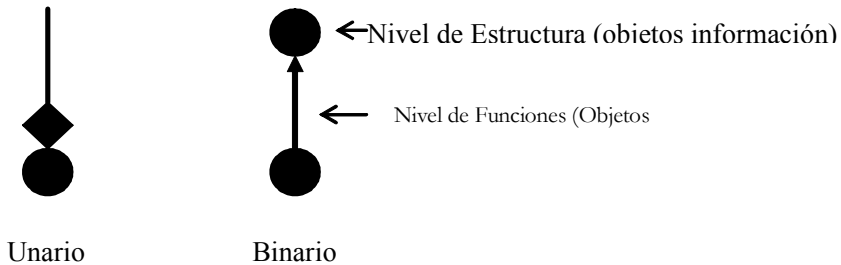 Nivel de Estructura (objetos información)
Nivel de Funciones (Objetos
Unario
Binario